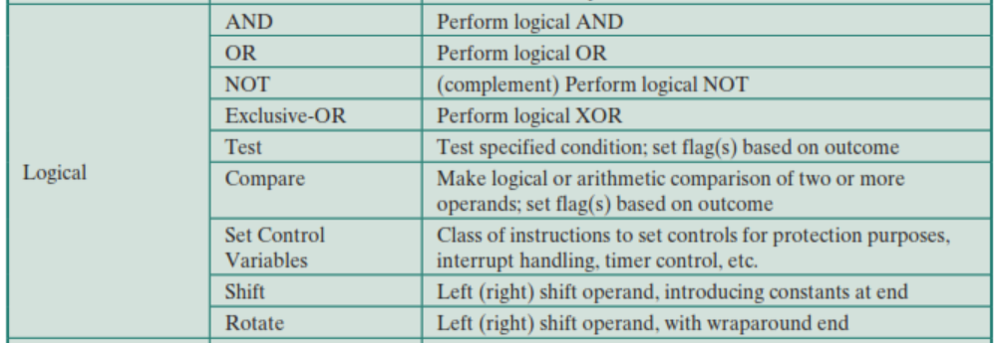 AND Perform logical AND
OR Perform logical OR
NOT (complement) Perform logical NOT
Exclusive-OR Perform logical XOR
Test Test specified condition; set flag(s) based on outcome
Logical
Compare Make logical or arithmetic comparison of two or more
operands; set flag(s) based on outcome
Set Control Class of instructions to set controls for protection purposes,
Variables interrupt handling, timer control, etc.
Shift Left (right) shift operand, introducing constants at end
Rotate Left (right) shift operand, with wraparound end